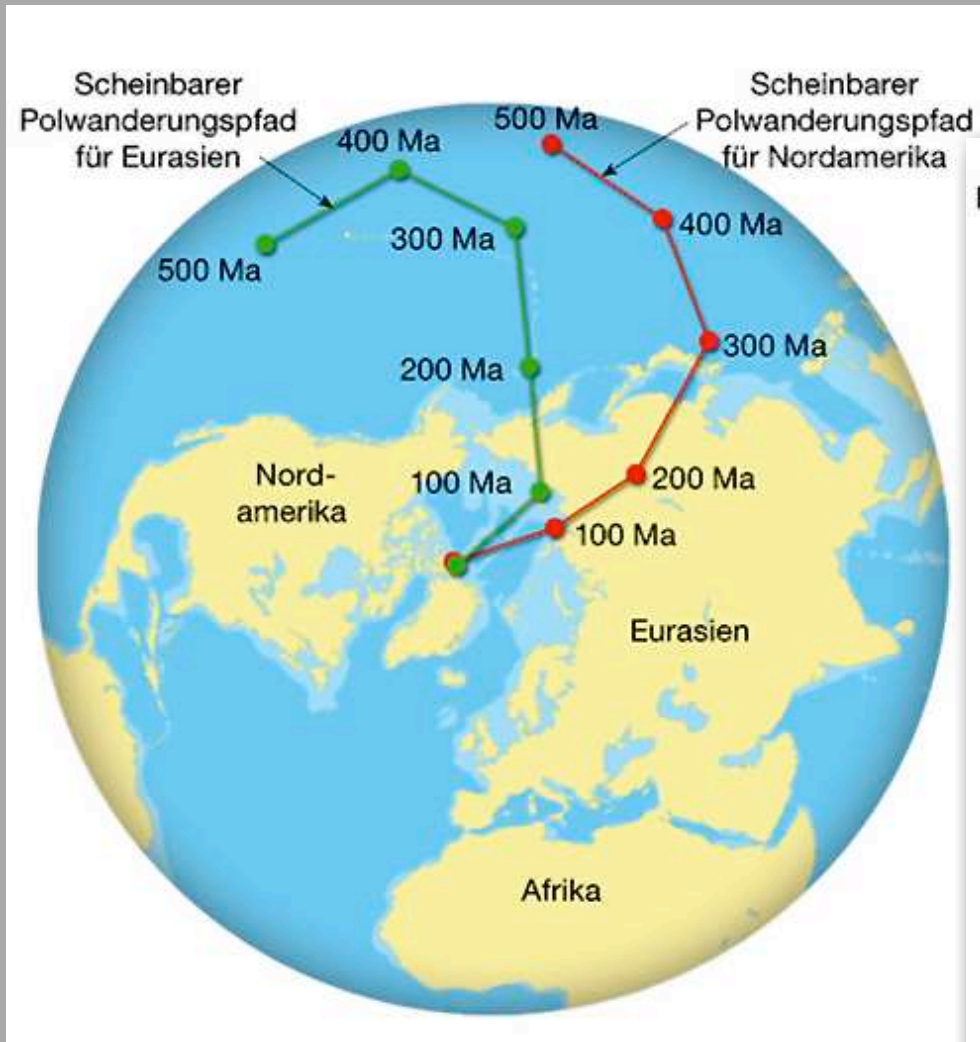 Scheinbarer
Polwanderungspfad
für Eurasien
Scheinbarer
Polwanderungspfad
für Nordamerika
500 Ma
400 Ma
300 Ma
200 Ma
100 Ma
500 Ma
400 Ma
300 Ma
200 Ma
100 Ma
Nord-
amerika
Eurasien
Afrika